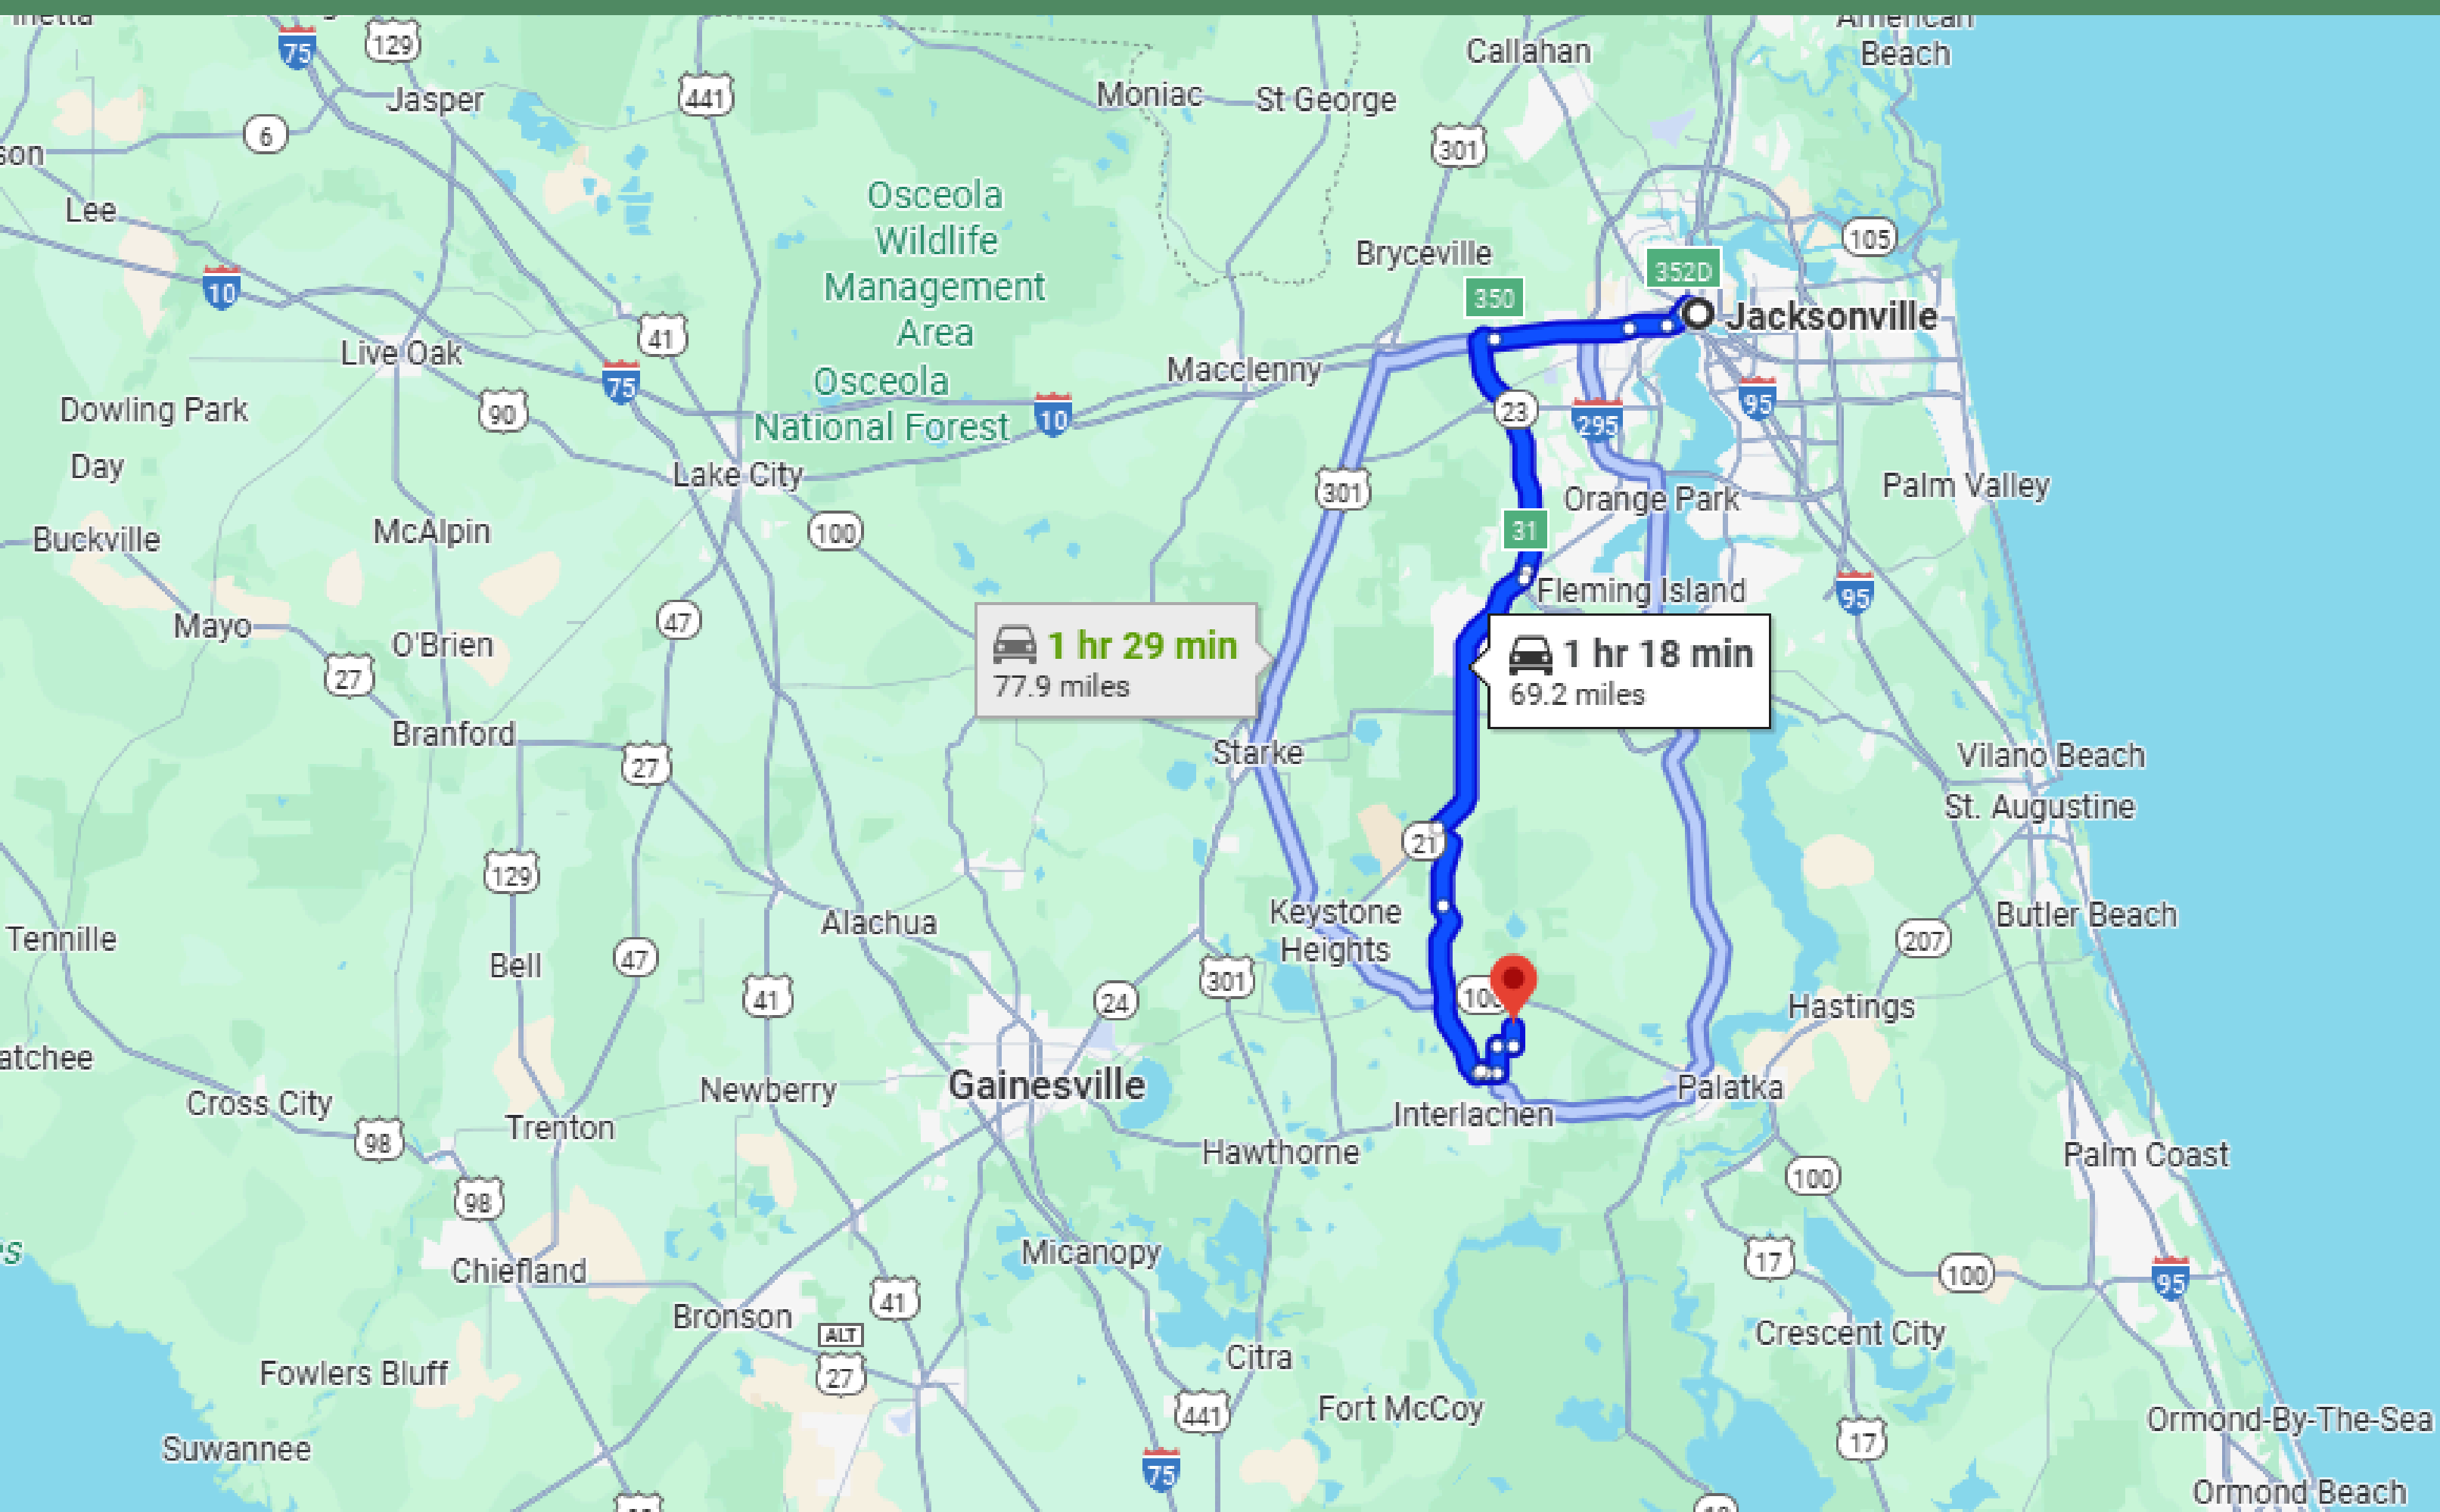 American
Beach
Callahan
75
129
Jasper
441
Moniac
St George
6
301
Lee
Osceola
Wildlife
Management
Area
105
Bryceville
352D
10
350
Jacksonville
41
Live Oak
Macclenny
75
Osceola
National Forest
10
90
23
295
95
Dowling Park
Day
Lake City
301
Orange Park
Palm Valley
Buckville
McAlpin
100
31
Fleming Island
95
47
Mayo
O'Brien
1 hr 29 min
77.9 miles
1 hr 18 min
69.2 miles
27
Branford
27
Starke
Vilano Beach
St. Augustine
21
129
Keystone
Heights
Alachua
Butler Beach
Tennille
207
47
Bell
301
41
24
100
Hastings
Gainesville
Newberry
Palatka
Cross City
Interlachen
98
Trenton
Hawthorne
Palm Coast
100
98
Micanopy
17
Chiefland
100
95
41
Bronson
ALT
27
Crescent City
Citra
Fowlers Bluff
Fort McCoy
441
Ormond-By-The-Sea
17
Suwannee
75
Ormond Beach